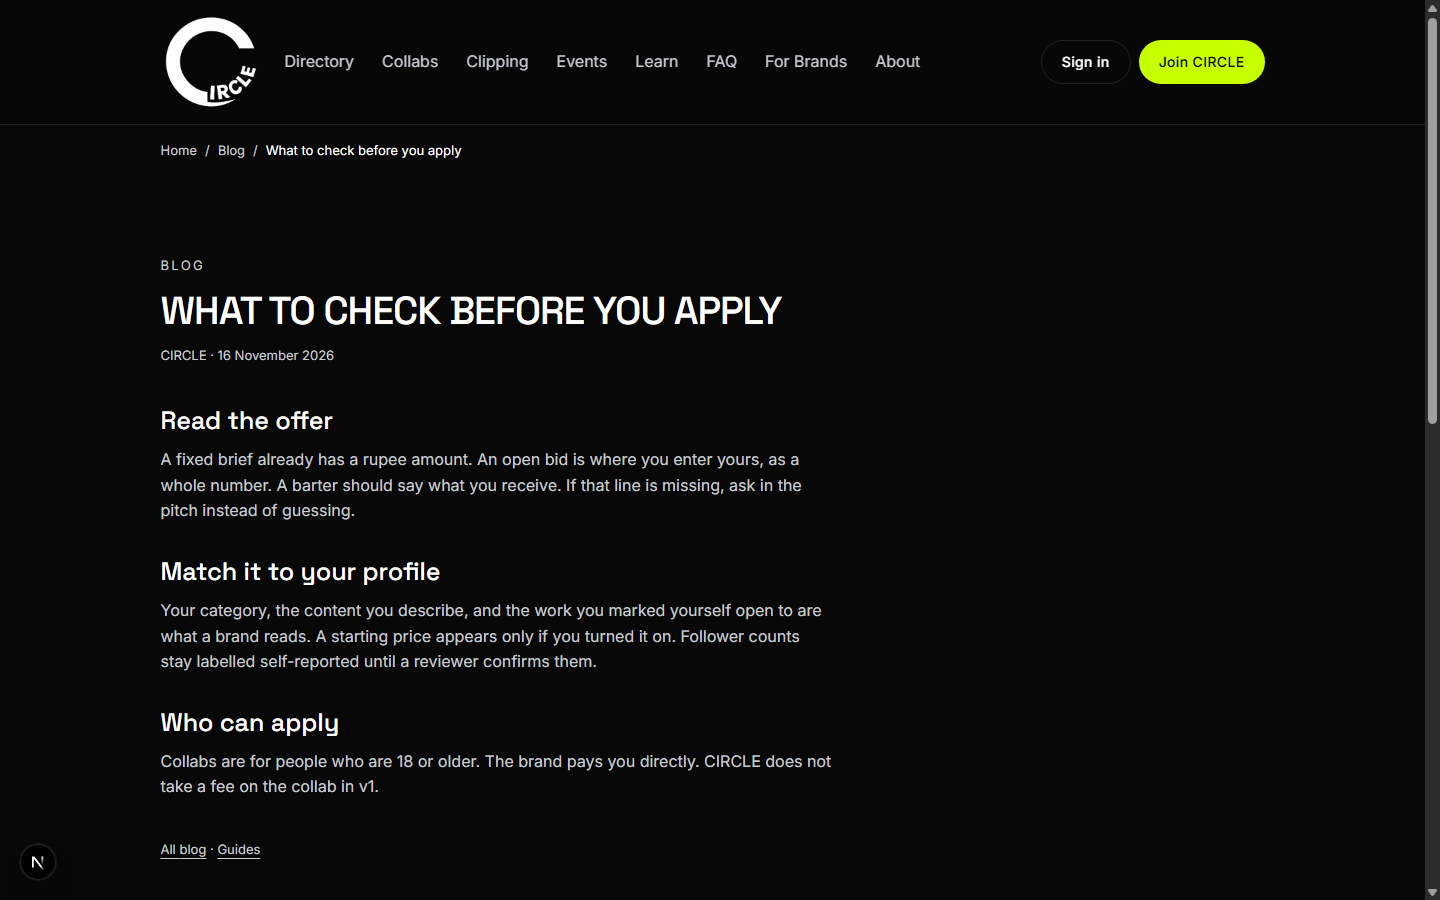 CIRCLE
Directory
Collabs
Clipping
Events
Learn
FAQ
For Brands
About
Sign in
Join CIRCLE
Home / Blog / What to check before you apply
BLOG
WHAT TO CHECK BEFORE YOU APPLY
CIRCLE · 16 November 2026
Read the offer
A fixed brief already has a rupee amount. An open bid is where you enter yours, as a
whole number. A barter should say what you receive. If that line is missing, ask in the
pitch instead of guessing.
Match it to your profile
Your category, the content you describe, and the work you marked yourself open to are
what a brand reads. A starting price appears only if you turned it on. Follower counts
stay labelled self-reported until a reviewer confirms them.
Who can apply
Collabs are for people who are 18 or older. The brand pays you directly. CIRCLE does not
take a fee on the collab in v1.
All blog · Guides
N